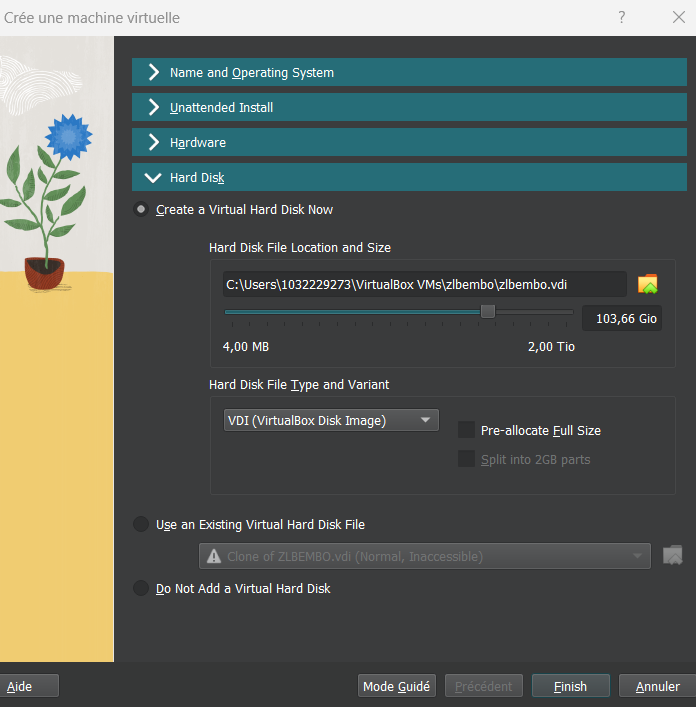 Crée une machine virtuelle
?
Name and Operating System
Unattended Install
Hardware
Hard Disk
Create a Virtual Hard Disk Now
Hard Disk File Location and Size
C:\Users\1032229273\VirtualBox VMs\zlbembo\zlbembo.vdi
103,66 Gio
4,00 MB 2,00 Tio
Hard Disk File Type and Variant
VDI (VirtualBox Disk Image)
Pre-allocate Full Size
Split into 2GB parts
Use an Existing Virtual Hard Disk File
Clone of ZLBEMBO.vdi (Normal, Inaccessible)
Do Not Add a Virtual Hard Disk
Aide Mode Guidé Précédent Finish Annuler